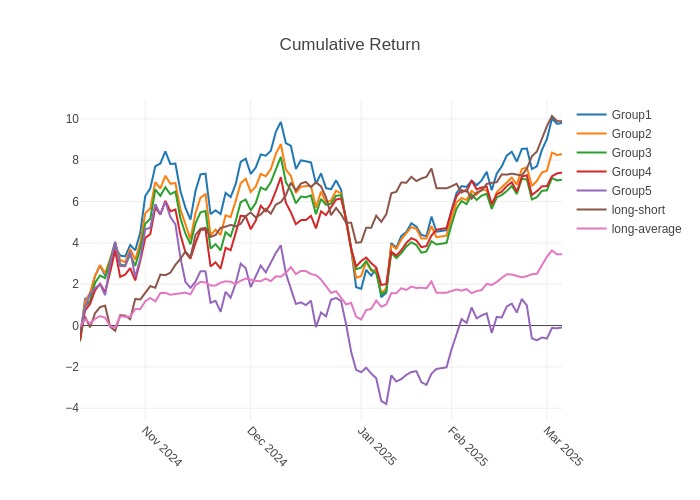 Cumulative Return
10
8
6
4
2
0
−2
−4
Nov 2024
Dec 2024
Jan 2025
Feb 2025
Mar 2025
Group1
Group2
Group3
Group4
Group5
long-short
long-average